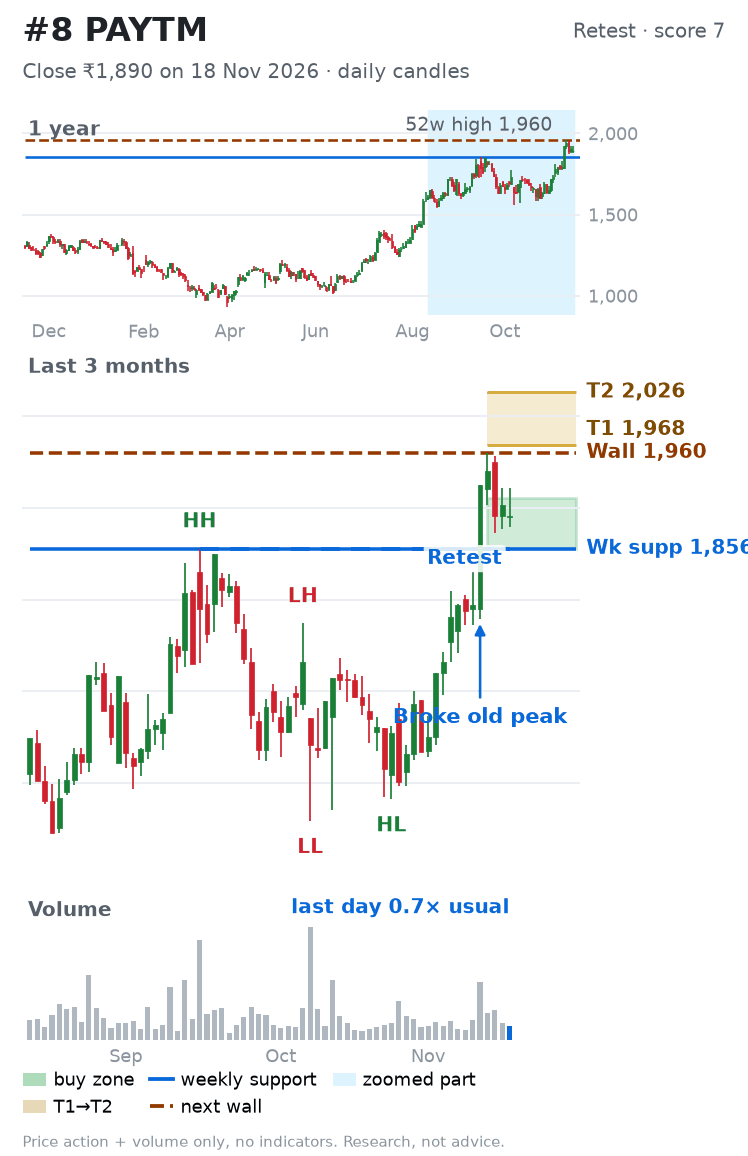 #8 PAYTM
Retest · score 7
Close ₹1,890 on 18 Nov 2026 · daily candles
1 year
52w high 1,960
2,000
1,500
1,000
Dec Feb Apr Jun Aug Oct
Last 3 months
T2 2,026
T1 1,968
Wall 1,960
HH
Wk supp 1,856
Retest
LH
Broke old peak
HL
LL
Volume
last day 0.7× usual
Sep Oct Nov
buy zone weekly support zoomed part
T1→T2 next wall
Price action + volume only, no indicators. Research, not advice.